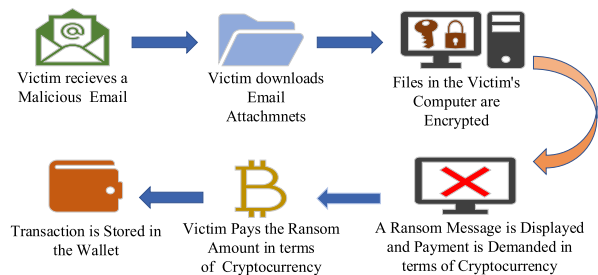 Victim recieves a
Malicious Email
Victim downloads
Email
Attachmnets
Files in the Victim's
Computer are
Encrypted
A Ransom Message is Displayed
and Payment is Demanded in
terms of Cryptocurrency
Victim Pays the Ransom
Amount in terms
of Cryptocurrency
Transaction is Stored in
the Wallet